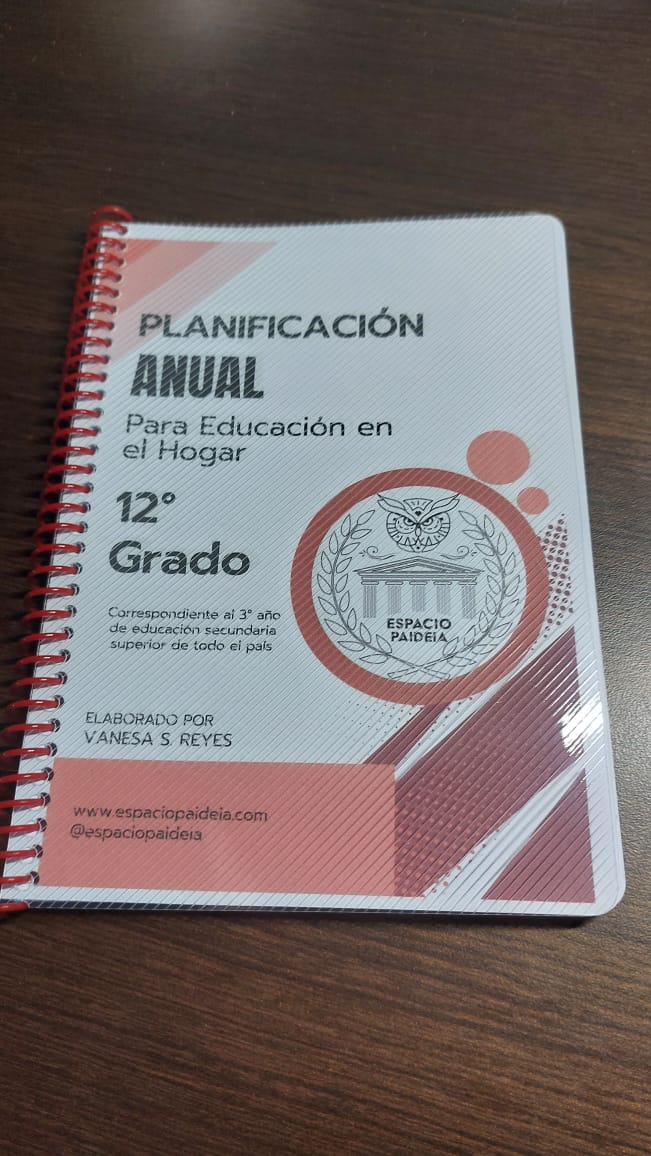 PLANIFICACIÓN
ANUAL
Para Educación en
el Hogar
12°
Grado
Correspondiente al 3° año
de educación secundaria
superior de todo el país
ESPACIO
PAIDEIA
ELABORADO POR
VANESA S. REYES
www.espaciopaideia.com
@espaciopaideia